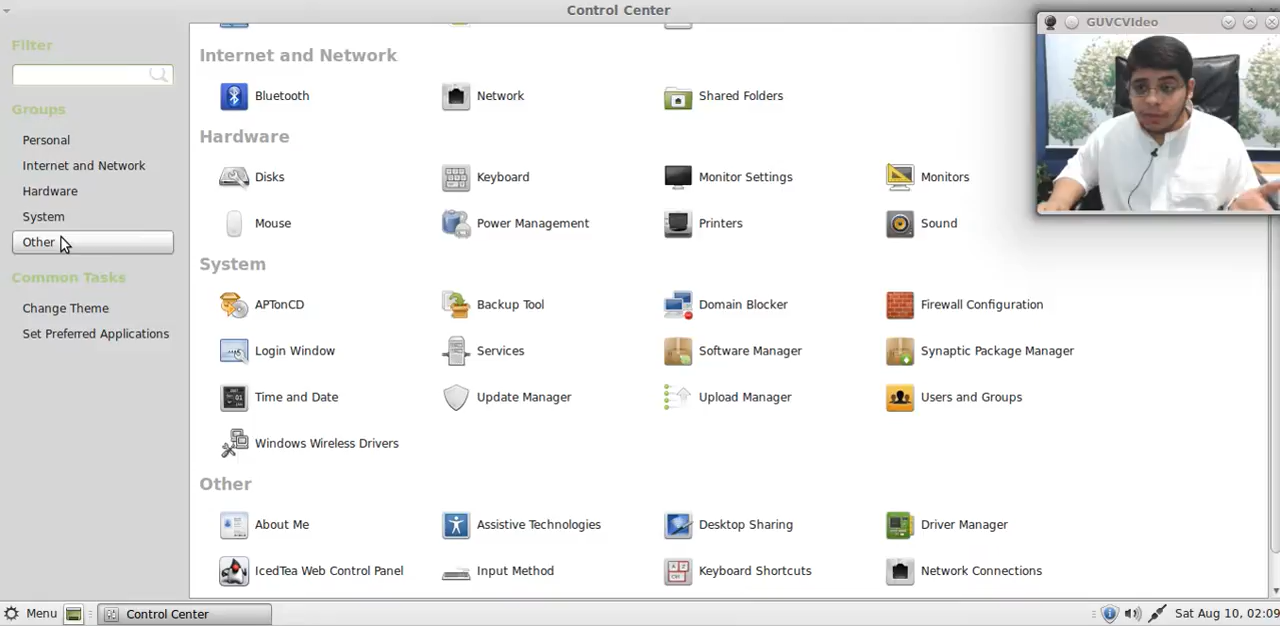 Control Center
GUVCVIdeo
Filter
Groups
Personal
Internet and Network
Hardware
System
Other
Common Tasks
Change Theme
Set Preferred Applications
Internet and Network
Bluetooth
Network
Shared Folders
Hardware
Disks
Keyboard
Monitor Settings
Monitors
Mouse
Power Management
Printers
Sound
System
APTonCD
Backup Tool
Domain Blocker
Firewall Configuration
Login Window
Services
Software Manager
Synaptic Package Manager
Time and Date
Update Manager
Upload Manager
Users and Groups
Windows Wireless Drivers
Other
About Me
Assistive Technologies
Desktop Sharing
Driver Manager
IcedTea Web Control Panel
Input Method
Keyboard Shortcuts
Network Connections
Menu
Control Center
Sat Aug 10, 02:09